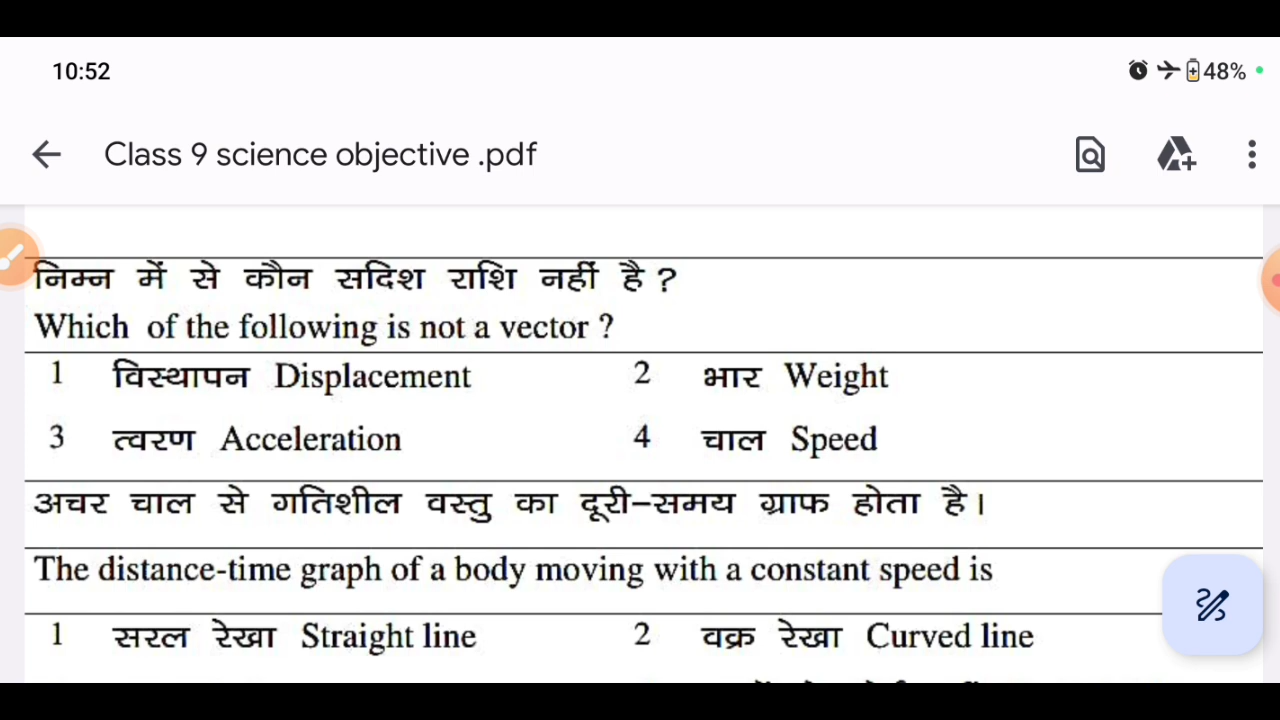 10:52
48%
Class 9 science objective .pdf
निम्न में से कौन सदिश राशि नहीं है ?
Which of the following is not a vector ?
1 विस्थापन Displacement 2 भार Weight
3 त्वरण Acceleration 4 चाल Speed
अचर चाल से गतिशील वस्तु का दूरी–समय ग्राफ होता है।
The distance-time graph of a body moving with a constant speed is
1 सरल रेखा Straight line 2 वक्र रेखा Curved line